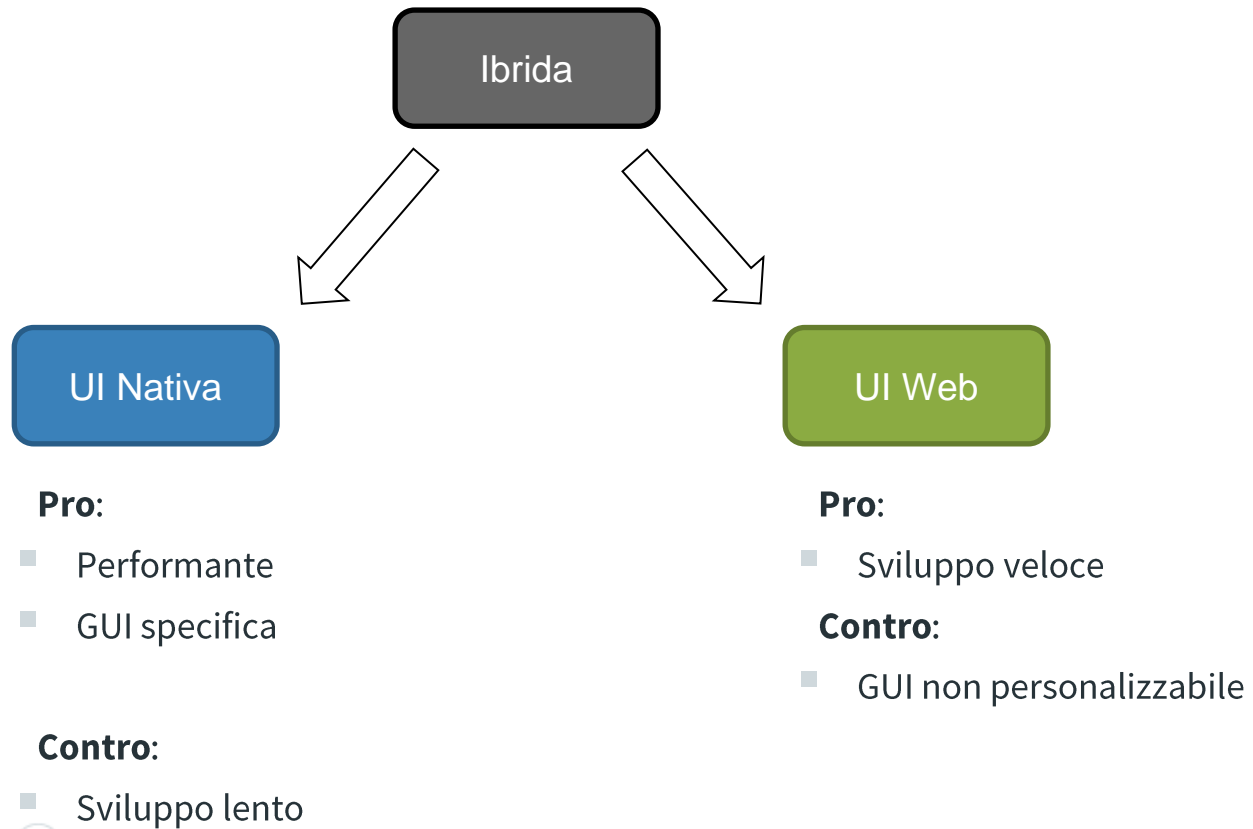 Ibrida
UI Nativa
Pro:
Performante
GUI specifica
Contro:
Sviluppo lento
UI Web
Pro:
Sviluppo veloce
Contro:
GUI non personalizzabile